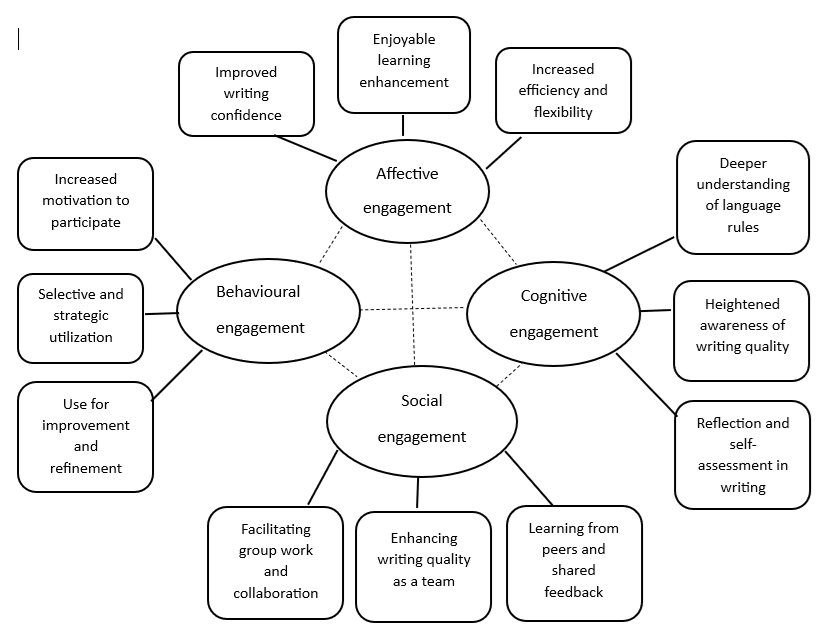 Enjoyable
learning
enhancement
Improved
writing
confidence
Increased
efficiency and
flexibility
Affective
engagement
Deeper
understanding
of language
rules
Increased
motivation to
participate
Selective and
strategic
utilization
Behavioural
engagement
Cognitive
engagement
Heightened
awareness of
writing quality
Use for
improvement
and
refinement
Social
engagement
Reflection and
self-
assessment in
writing
Facilitating
group work
and
collaboration
Enhancing
writing quality
as a team
Learning from
peers and
shared
feedback